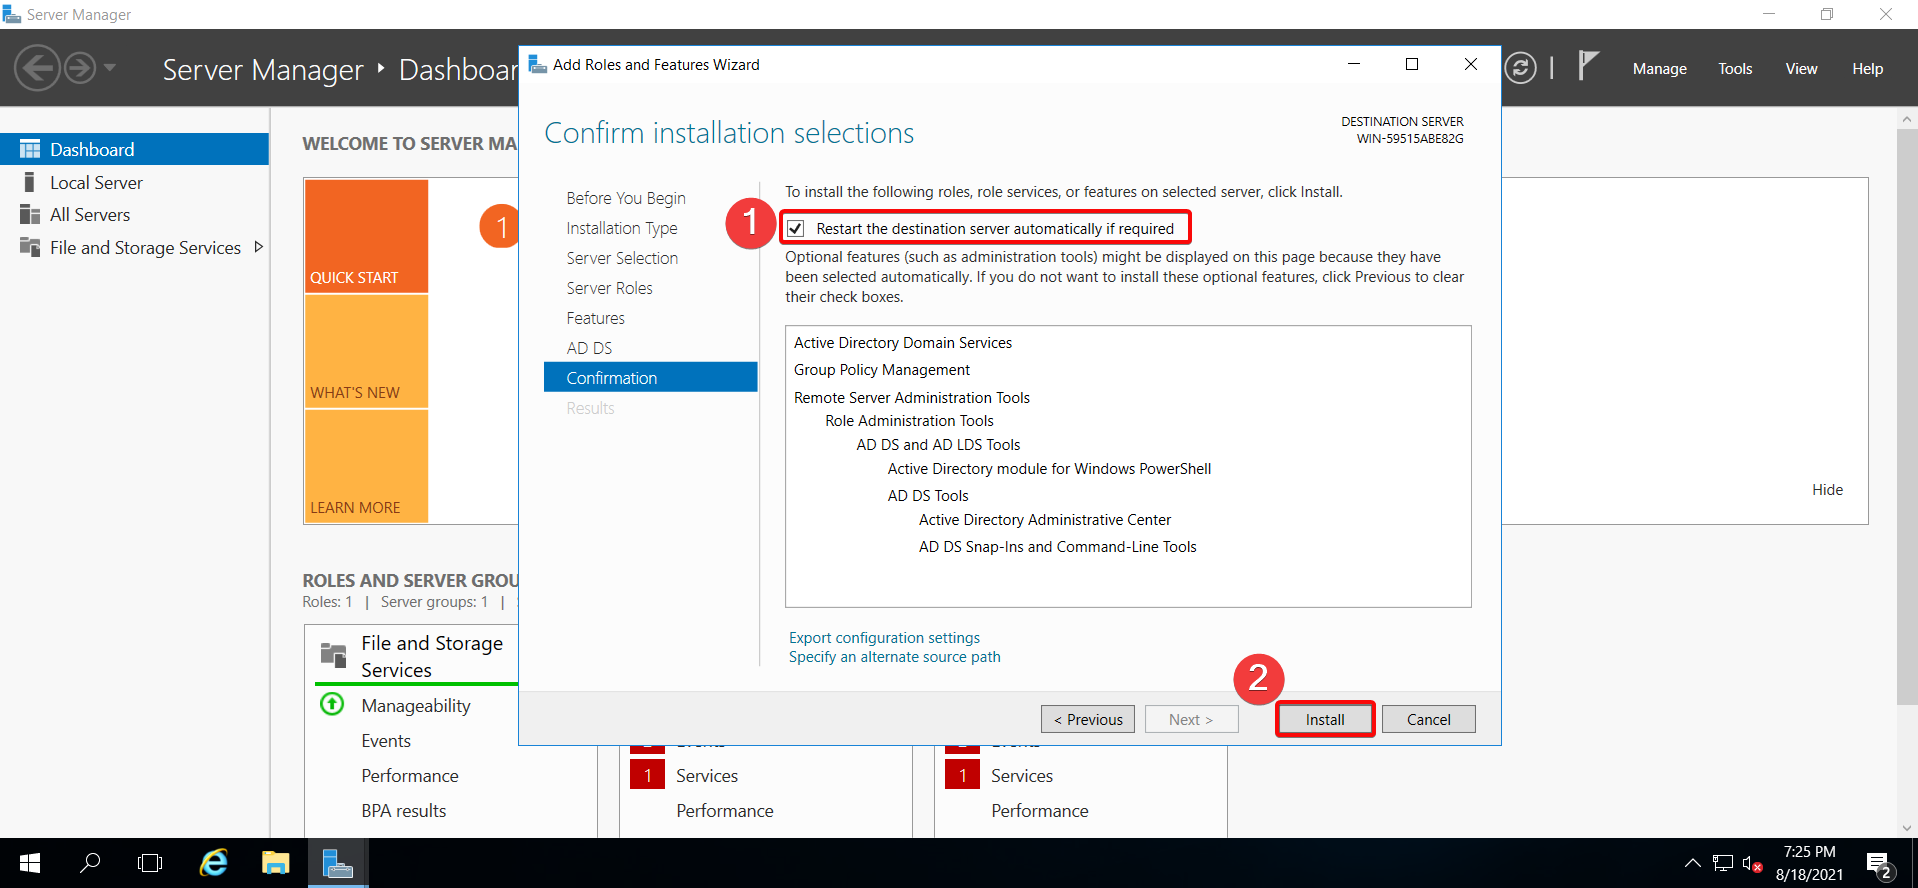 Server Manager
Server Manager
Dashboar
Manage
Tools
View
Help
Dashboard
Local Server
All Servers
File and Storage Services
WELCOME TO SERVER MA
QUICK START
WHAT'S NEW
LEARN MORE
1
Hide
ROLES AND SERVER GROU
Roles: 1 | Server groups: 1 |
File and Storage
Services
Manageability
Events
Performance
BPA results
1 Services
Performance
1 Services
Performance
Add Roles and Features Wizard
Confirm installation selections
DESTINATION SERVER
WIN-59515ABE82G
Before You Begin
Installation Type
Server Selection
Server Roles
Features
AD DS
Confirmation
Results
To install the following roles, role services, or features on selected server, click Install.
1
Restart the destination server automatically if required
Optional features (such as administration tools) might be displayed on this page because they have
been selected automatically. If you do not want to install these optional features, click Previous to clear
their check boxes.
Active Directory Domain Services
Group Policy Management
Remote Server Administration Tools
Role Administration Tools
AD DS and AD LDS Tools
Active Directory module for Windows PowerShell
AD DS Tools
Active Directory Administrative Center
AD DS Snap-Ins and Command-Line Tools
Export configuration settings
Specify an alternate source path
2
< Previous
Next >
Install
Cancel
7:25 PM
8/18/2021
2